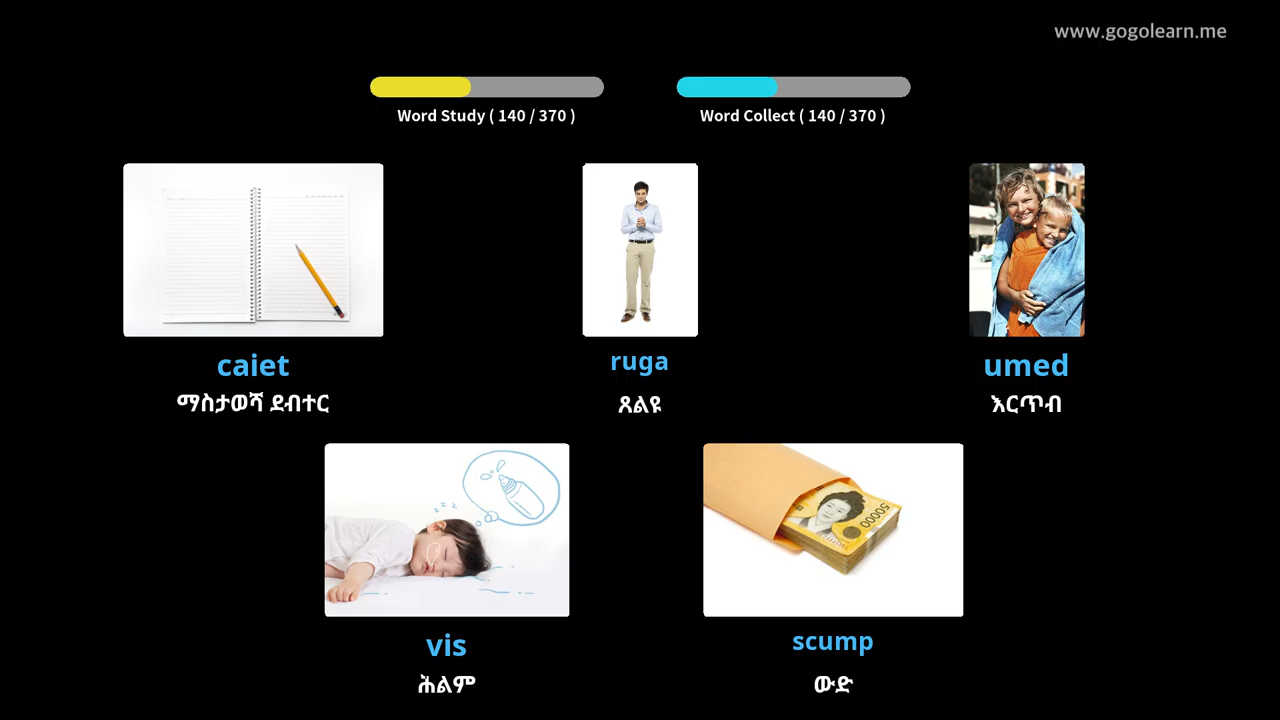 www.gogolearn.me
Word Study ( 140 / 370 )
Word Collect ( 140 / 370 )
caiet
ማስታወሻ ደብተር
ruga
ጸልዩ
umed
እርጥብ
50000
vis
ሕልም
scump
ውድ